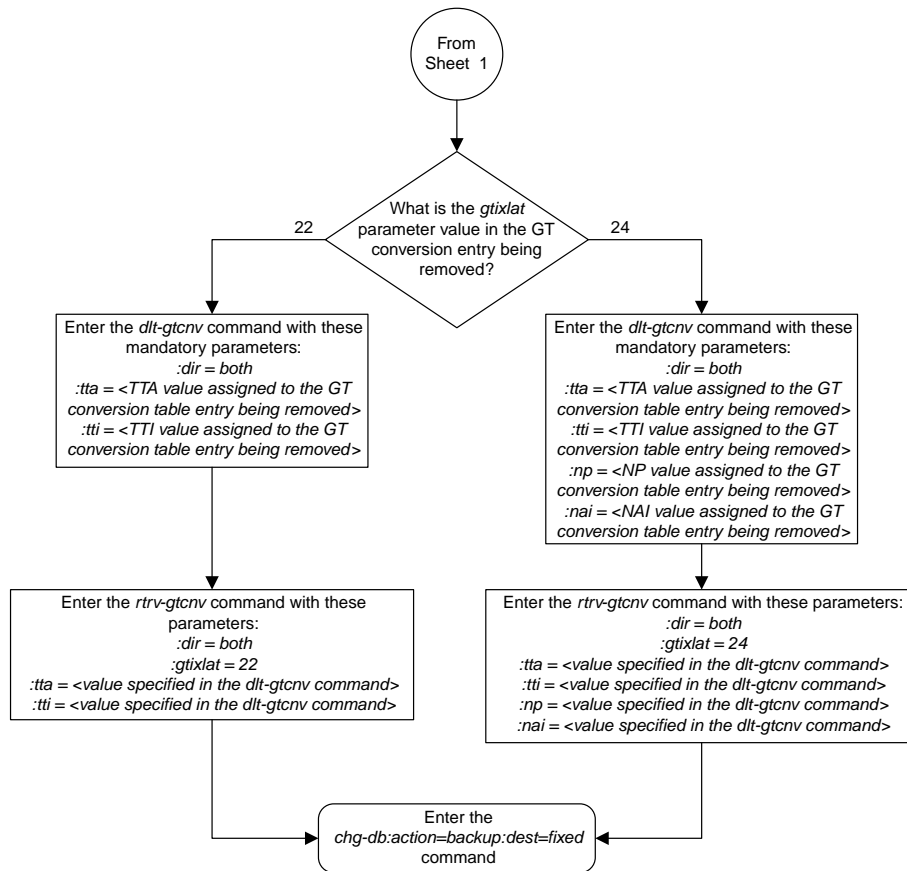 From
Sheet 1
What is the gtixlat
parameter value in the GT
conversion entry being
removed?
22
24
Enter the dlt-gtcnv command with these
mandatory parameters:
:dir = both
:tta = <TTA value assigned to the GT
conversion table entry being removed>
:tti = <TTI value assigned to the GT
conversion table entry being removed>
Enter the dlt-gtcnv command with these
mandatory parameters:
:dir = both
:tta = <TTA value assigned to the GT
conversion table entry being removed>
:tti = <TTI value assigned to the GT
conversion table entry being removed>
:np = <NP value assigned to the GT
conversion table entry being removed>
:nai = <NAI value assigned to the GT
conversion table entry being removed>
Enter the rtrv-gtcnv command with these
parameters:
:dir = both
:gtixlat = 22
:tta = <value specified in the dlt-gtcnv command>
:tti = <value specified in the dlt-gtcnv command>
Enter the rtrv-gtcnv command with these parameters:
:dir = both
:gtixlat = 24
:tta = <value specified in the dlt-gtcnv command>
:tti = <value specified in the dlt-gtcnv command>
:np = <value specified in the dlt-gtcnv command>
:nai = <value specified in the dlt-gtcnv command>
Enter the
chg-db:action=backup:dest=fixed
command